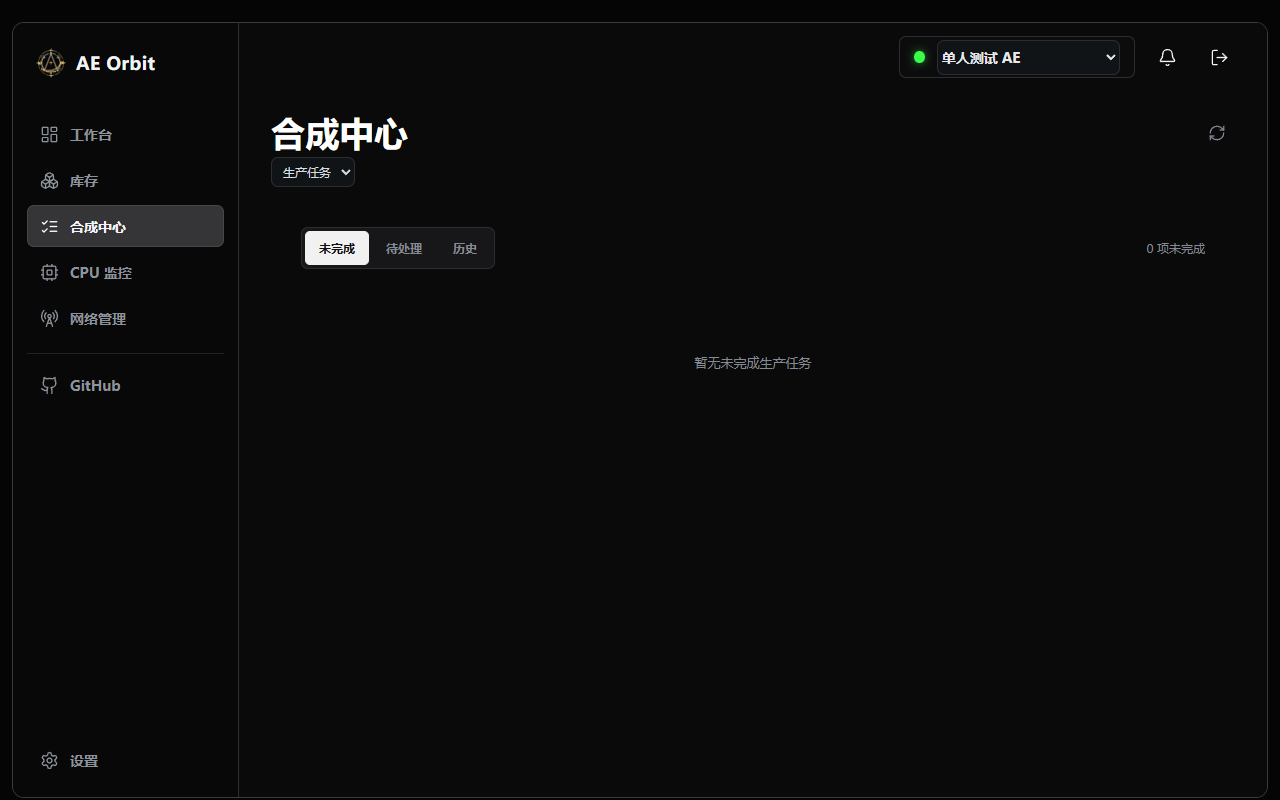 AE Orbit
单人测试 AE
工作台
库存
合成中心
CPU 监控
网络管理
GitHub
设置
合成中心
生产任务
未完成
待处理
历史
0 项未完成
暂无未完成生产任务